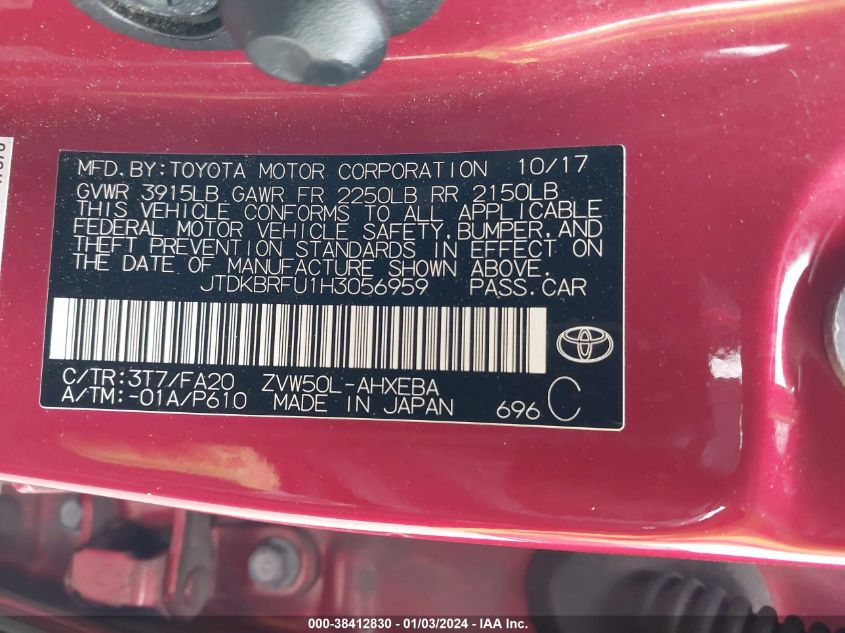 MFD.BY:TOYOTA MOTOR CORPORATION 10/17
GVWR 3915LB GAWR FR 2250LB RR 2150LB
THIS VEHICLE CONFORMS TO ALL APPLICABLE
FEDERAL MOTOR VEHICLE SAFETY,BUMPER,AND
THEFT PREVENTION STANDARDS IN EFFECT ON
THE DATE OF MANUFACTURE SHOWN ABOVE.
JTDKBRFU1H3056959 PASS.CAR
C/TR:3T7/FA20 ZVW50L-AHXEBA
A/TM:-01A/P610 MADE IN JAPAN 696 C
000-38412830 - 01/03/2024 - IAA Inc.